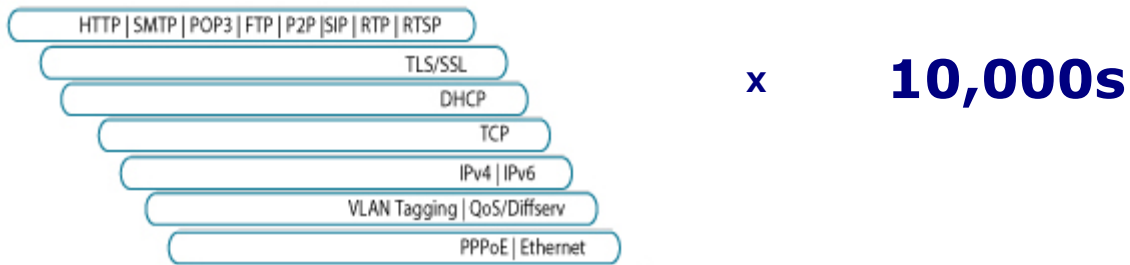 HTTP | SMTP | POP3 | FTP | P2P |SIP | RTP | RTSP
TLS/SSL
DHCP
TCP
IPv4 | IPv6
VLAN Tagging | QoS/Diffserv
PPPoE | Ethernet
x 10,000s